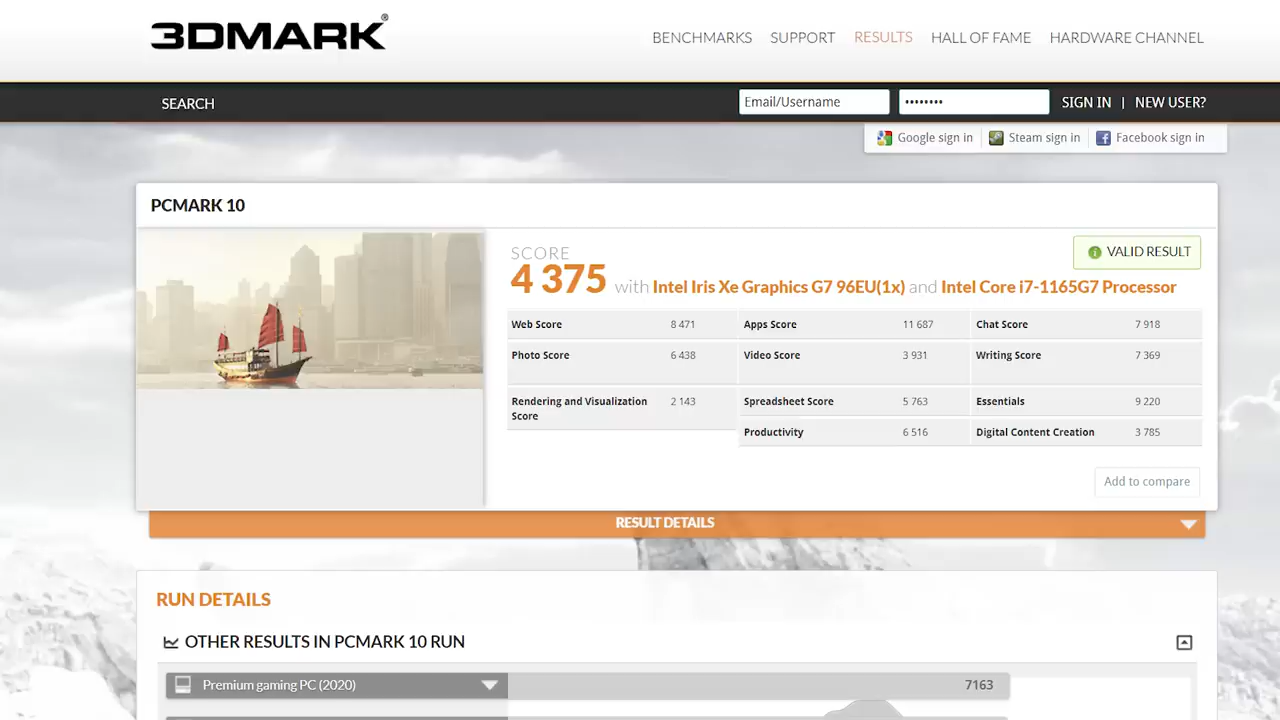 3DMARK®
BENCHMARKS SUPPORT RESULTS HALL OF FAME HARDWARE CHANNEL
SEARCH
Email/Username
••••••••
SIGN IN | NEW USER?
Google sign in Steam sign in Facebook sign in
PCMARK 10
SCORE
VALID RESULT
4 375 with Intel Iris Xe Graphics G7 96EU(1x) and Intel Core i7-1165G7 Processor
Web Score 8 471 Apps Score 11 687 Chat Score 7 918
Photo Score 6 438 Video Score 3 931 Writing Score 7 369
Rendering and Visualization Score 2 143 Spreadsheet Score 5 763 Essentials 9 220
Productivity 6 516 Digital Content Creation 3 785
Add to compare
RESULT DETAILS
RUN DETAILS
OTHER RESULTS IN PCMARK 10 RUN
Premium gaming PC (2020) 7163